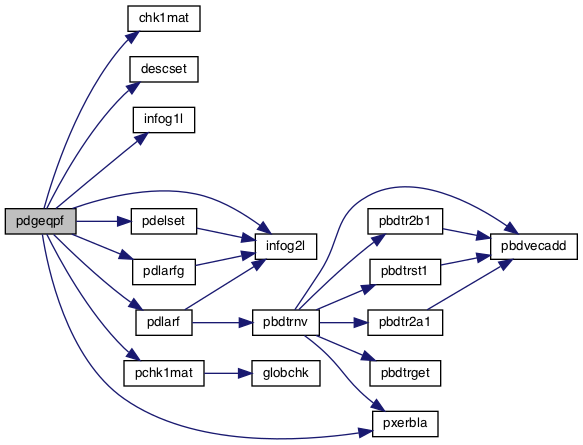 chk1mat
descset
infog1l
pdgeqpf
pdelset
pbdtr2b1
infog2l
pbdvecadd
pdlarfg
pbdtrst1
pdlarf
pbdtrnv
pbdtr2a1
pchk1mat
globchk
pbdtrget
pxerbla